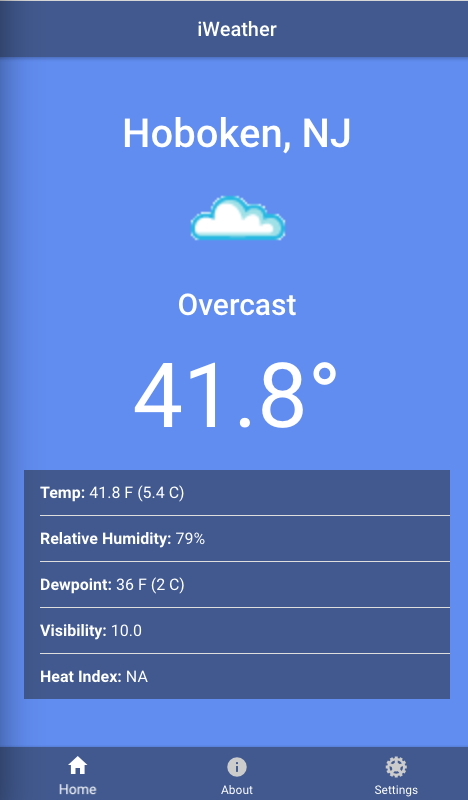 iWeather
Hoboken, NJ
Overcast
41.8°
Temp: 41.8 F (5.4 C)
Relative Humidity: 79%
Dewpoint: 36 F (2 C)
Visibility: 10.0
Heat Index: NA
Home About Settings